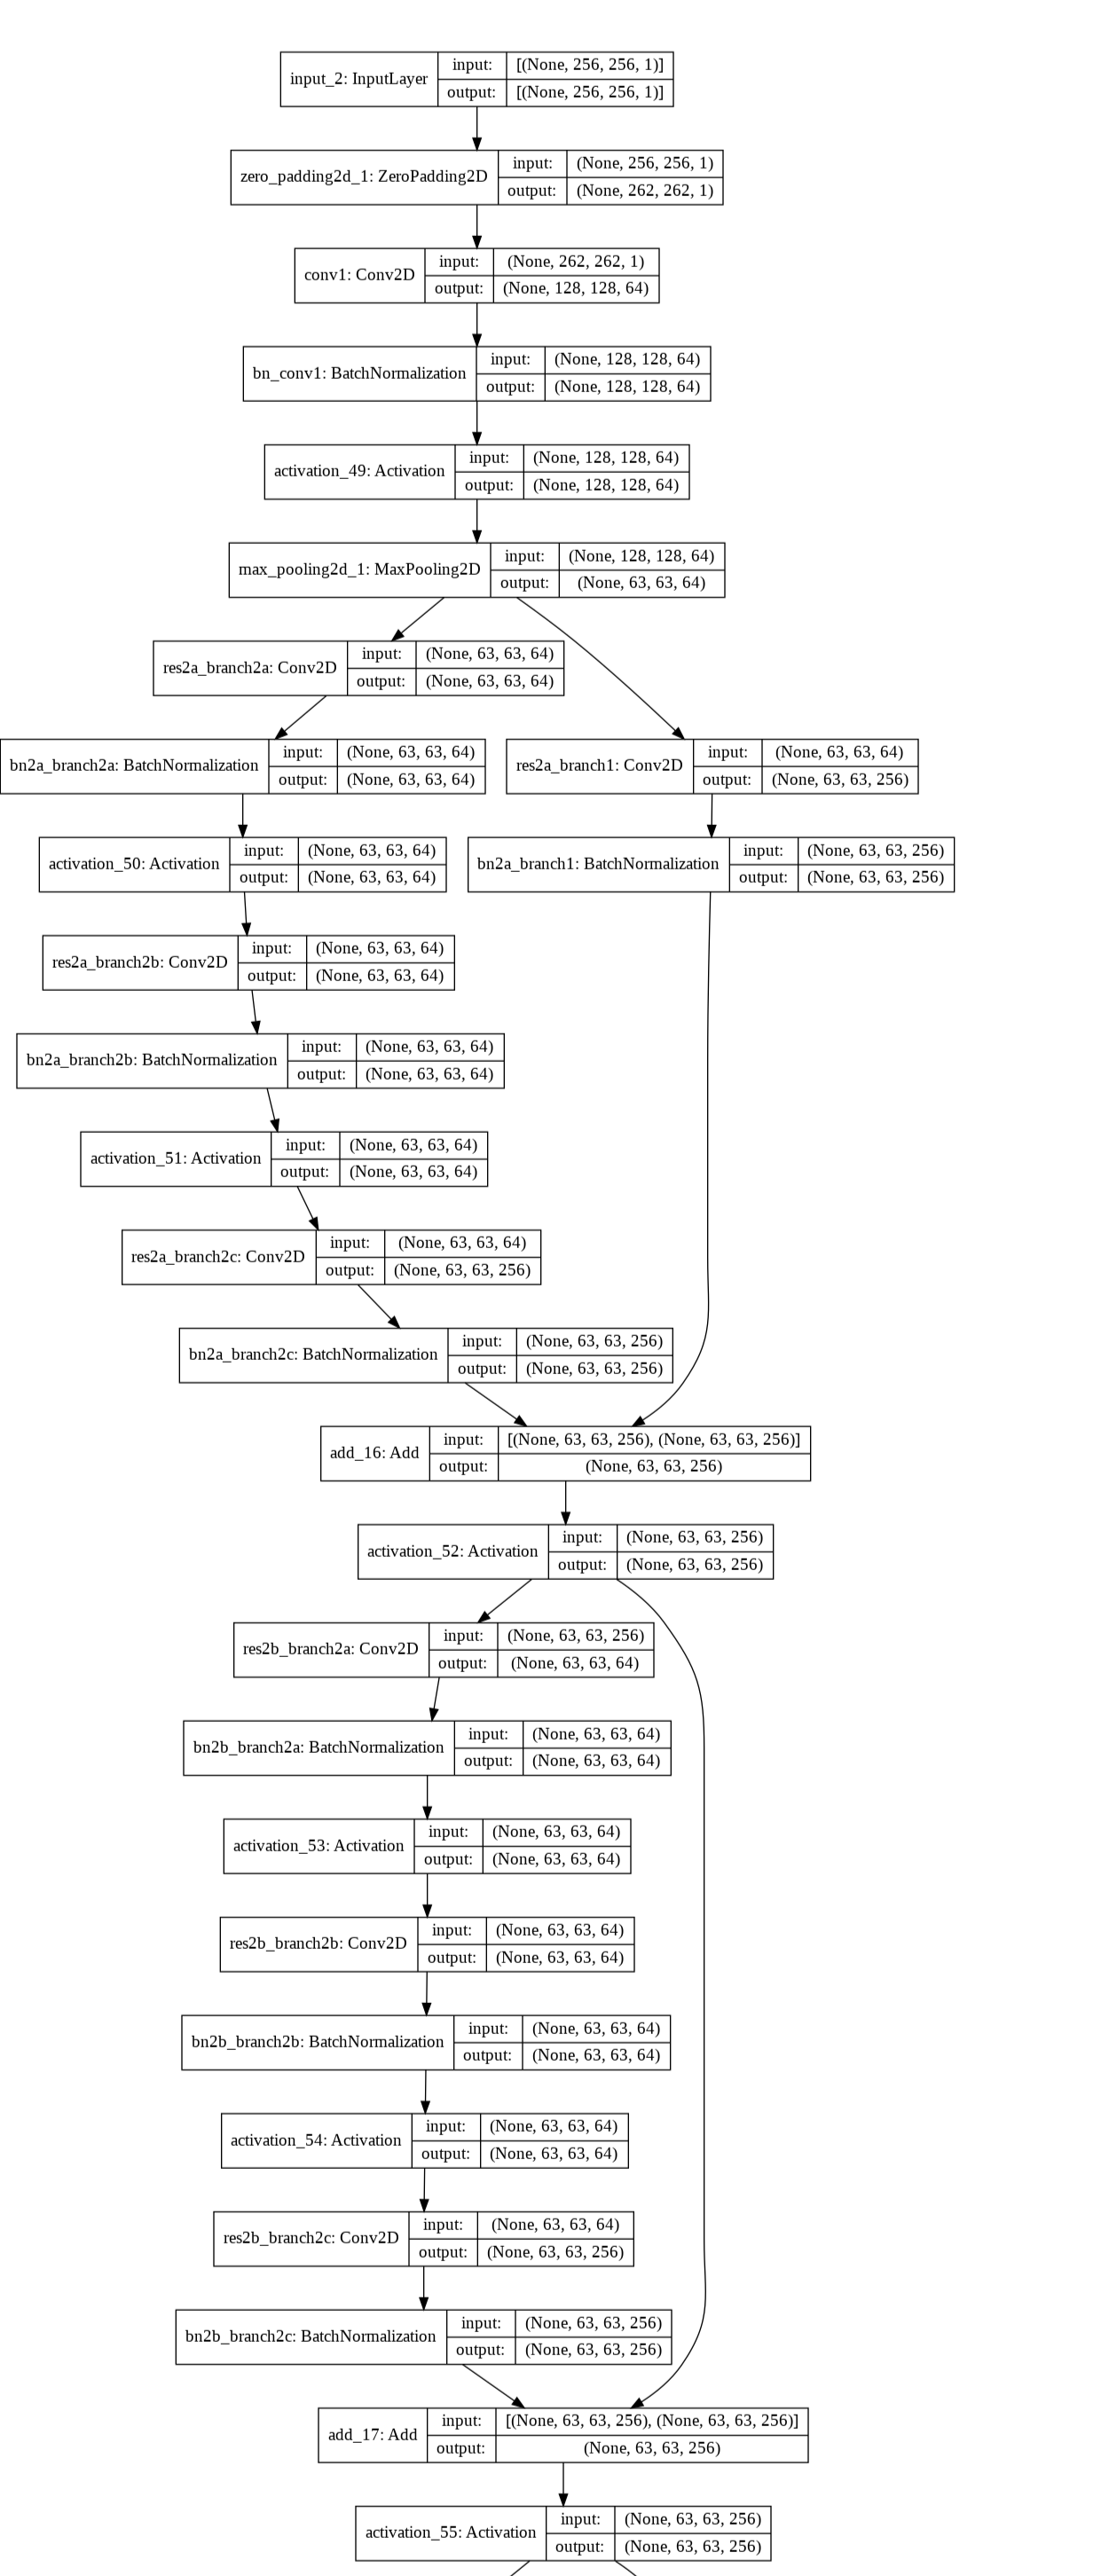 input_2: InputLayer
input: [(None, 256, 256, 1)]
output: [(None, 256, 256, 1)]
zero_padding2d_1: ZeroPadding2D
input: (None, 256, 256, 1)
output: (None, 262, 262, 1)
conv1: Conv2D
input: (None, 262, 262, 1)
output: (None, 128, 128, 64)
bn_conv1: BatchNormalization
input: (None, 128, 128, 64)
output: (None, 128, 128, 64)
activation_49: Activation
input: (None, 128, 128, 64)
output: (None, 128, 128, 64)
max_pooling2d_1: MaxPooling2D
input: (None, 128, 128, 64)
output: (None, 63, 63, 64)
res2a_branch2a: Conv2D
input: (None, 63, 63, 64)
output: (None, 63, 63, 64)
bn2a_branch2a: BatchNormalization
input: (None, 63, 63, 64)
output: (None, 63, 63, 64)
res2a_branch1: Conv2D
input: (None, 63, 63, 64)
output: (None, 63, 63, 256)
activation_50: Activation
input: (None, 63, 63, 64)
output: (None, 63, 63, 64)
bn2a_branch1: BatchNormalization
input: (None, 63, 63, 256)
output: (None, 63, 63, 256)
res2a_branch2b: Conv2D
input: (None, 63, 63, 64)
output: (None, 63, 63, 64)
bn2a_branch2b: BatchNormalization
input: (None, 63, 63, 64)
output: (None, 63, 63, 64)
activation_51: Activation
input: (None, 63, 63, 64)
output: (None, 63, 63, 64)
res2a_branch2c: Conv2D
input: (None, 63, 63, 64)
output: (None, 63, 63, 256)
bn2a_branch2c: BatchNormalization
input: (None, 63, 63, 256)
output: (None, 63, 63, 256)
add_16: Add
input: [(None, 63, 63, 256), (None, 63, 63, 256)]
output: (None, 63, 63, 256)
activation_52: Activation
input: (None, 63, 63, 256)
output: (None, 63, 63, 256)
res2b_branch2a: Conv2D
input: (None, 63, 63, 256)
output: (None, 63, 63, 64)
bn2b_branch2a: BatchNormalization
input: (None, 63, 63, 64)
output: (None, 63, 63, 64)
activation_53: Activation
input: (None, 63, 63, 64)
output: (None, 63, 63, 64)
res2b_branch2b: Conv2D
input: (None, 63, 63, 64)
output: (None, 63, 63, 64)
bn2b_branch2b: BatchNormalization
input: (None, 63, 63, 64)
output: (None, 63, 63, 64)
activation_54: Activation
input: (None, 63, 63, 64)
output: (None, 63, 63, 64)
res2b_branch2c: Conv2D
input: (None, 63, 63, 64)
output: (None, 63, 63, 256)
bn2b_branch2c: BatchNormalization
input: (None, 63, 63, 256)
output: (None, 63, 63, 256)
add_17: Add
input: [(None, 63, 63, 256), (None, 63, 63, 256)]
output: (None, 63, 63, 256)
activation_55: Activation
input: (None, 63, 63, 256)
output: (None, 63, 63, 256)